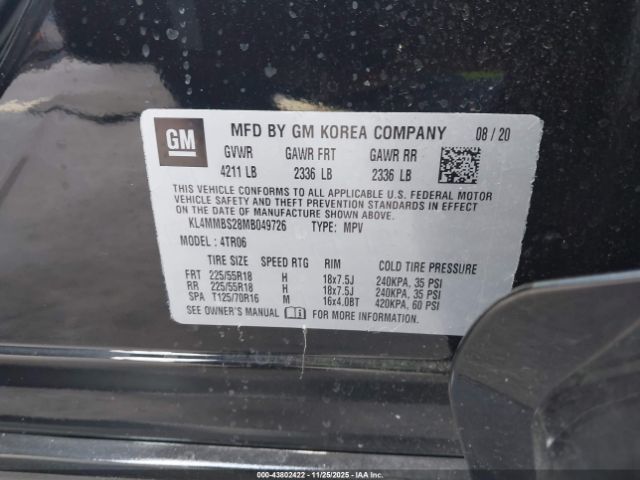 GM MFD BY GM KOREA COMPANY 08 / 20
GVWR GAWR FRT GAWR RR
4211 LB 2336 LB 2336 LB
THIS VEHICLE CONFORMS TO ALL APPLICABLE U.S. FEDERAL MOTOR
VEHICLE SAFETY AND THEFT PREVENTION STANDARDS IN EFFECT
ON THE DATE OF MANUFACTURE SHOWN ABOVE.
KL4MMBS28MB049726 TYPE: MPV
MODEL : 4TR06
TIRE SIZE SPEED RTG RIM COLD TIRE PRESSURE
FRT 225/55R18 H 18x7.5J 240KPA, 35 PSI
RR 225/55R18 H 18x7.5J 240KPA, 35 PSI
SPA T125/70R16 M 16x4.0BT 420KPA, 60 PSI
SEE OWNER'S MANUAL FOR MORE INFORMATION.
000-43802422 - 11/25/2025 - IAAI.COM